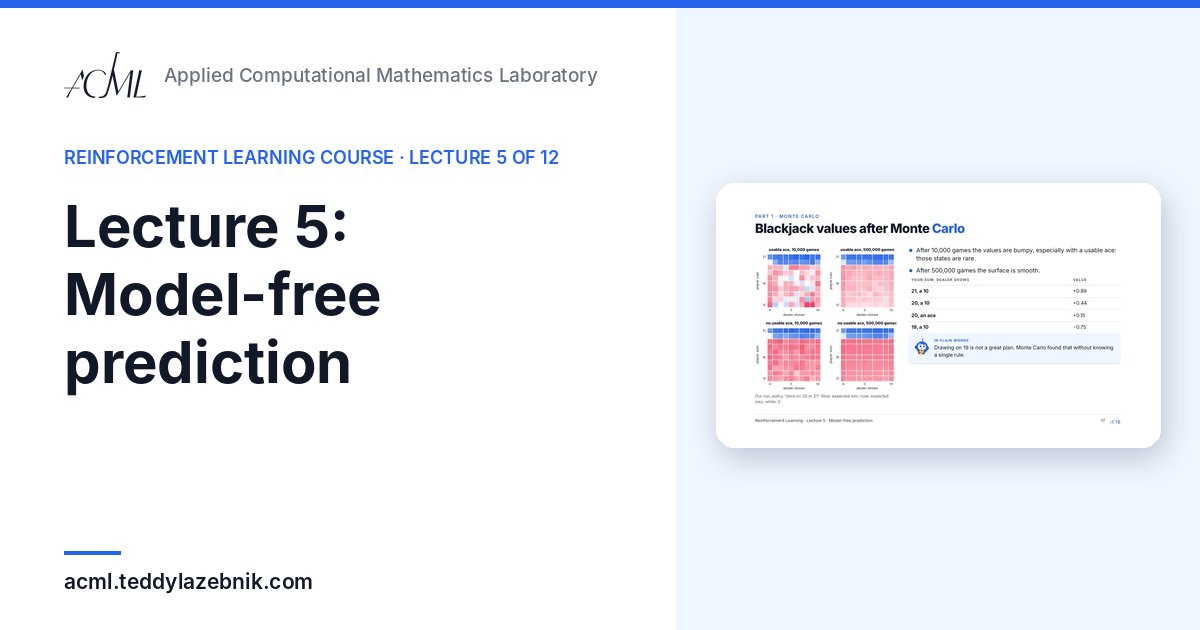 ACML
Applied Computational Mathematics Laboratory
REINFORCEMENT LEARNING COURSE · LECTURE 5 OF 12
Lecture 5:
Model-free
prediction
acml.teddylazebnik.com
PART 1 · MONTE CARLO
Blackjack values after Monte Carlo
usable ace, 10,000 games
usable ace, 500,000 games
player sum
dealer shows
no usable ace, 10,000 games
no usable ace, 500,000 games
player sum
dealer shows
Our run, policy "stick on 20 or 21". Blue: expected win; rose: expected
loss; white: 0.
After 10,000 games the values are bumpy, especially with a usable ace:
those states are rare.
After 500,000 games the surface is smooth.
YOUR SUM, DEALER SHOWS VALUE
21, a 10 +0.89
20, a 10 +0.44
20, an ace +0.15
19, a 10 −0.75
IN PLAIN WORDS
Drawing on 19 is not a great plan. Monte Carlo found that without knowing
a single rule.
Reinforcement Learning · Lecture 5 · Model-free prediction
17 ACML